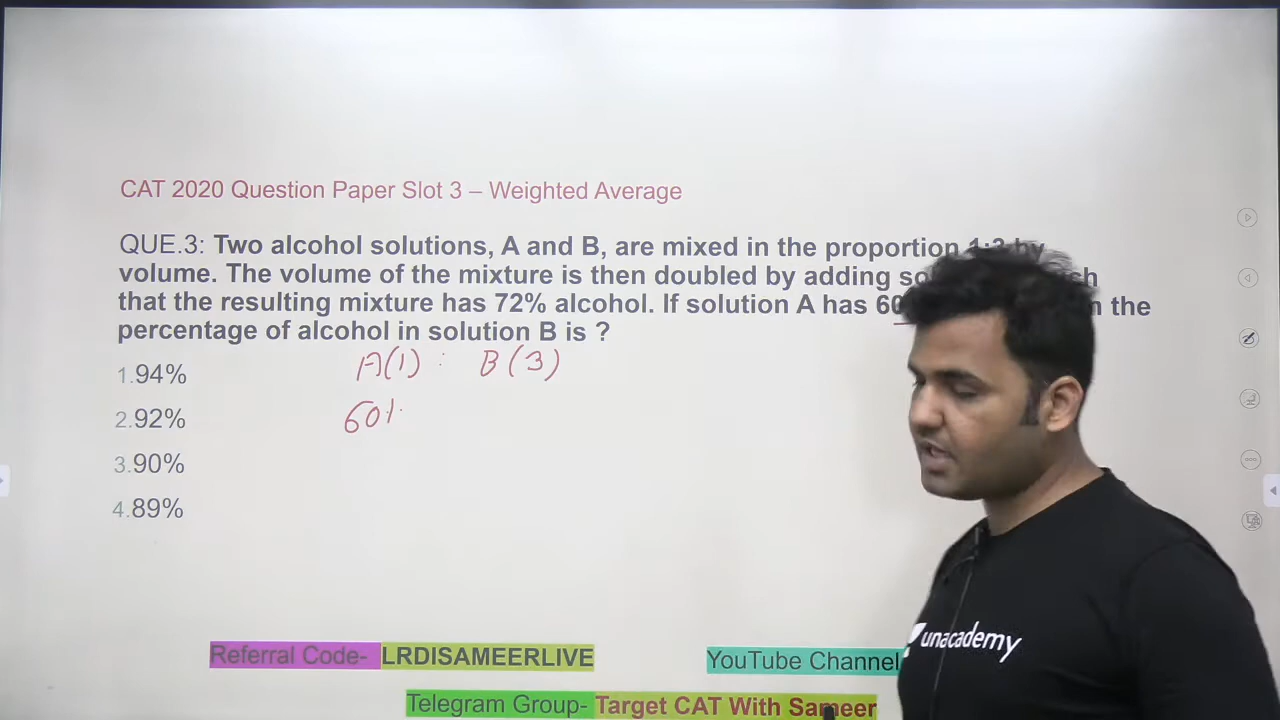 CAT 2020 Question Paper Slot 3 – Weighted Average
QUE.3: Two alcohol solutions, A and B, are mixed in the proportion 1:3 by
volume. The volume of the mixture is then doubled by adding
that the resulting mixture has 72% alcohol. If solution A has 60 the
percentage of alcohol in solution B is ?
A(1) : B(3)
1.94%
60%
2.92%
3.90%
4.89%
unacademy
Referral Code- LRDISAMEERLIVE
YouTube Channel
Telegram Group- Target CAT With Sameer